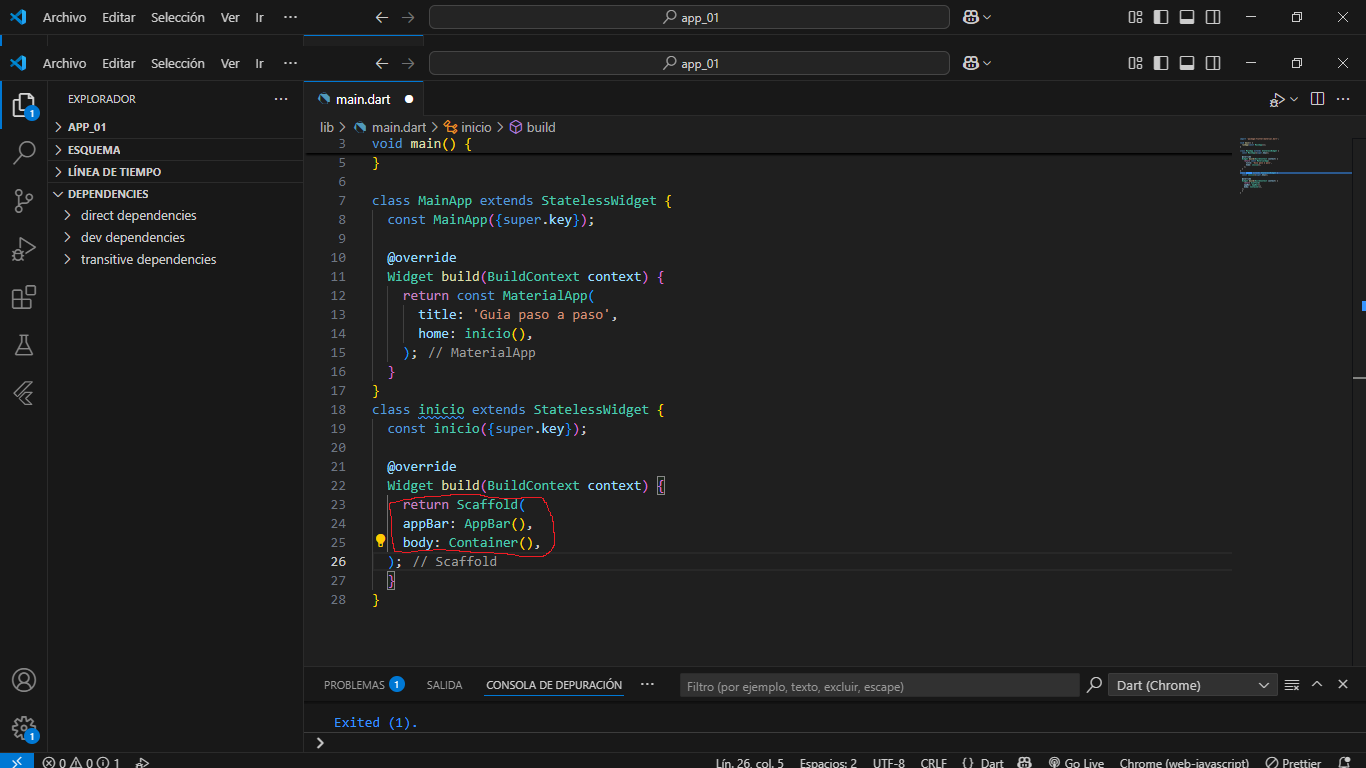 Archivo Editar Selección Ver Ir ··· app_01
Archivo Editar Selección Ver Ir ··· app_01
EXPLORADOR ···
APP_01
ESQUEMA
LÍNEA DE TIEMPO
DEPENDENCIES
direct dependencies
dev dependencies
transitive dependencies
1
1
main.dart
lib > main.dart > inicio > build
3 void main() {
5 }
6
7 class MainApp extends StatelessWidget {
8 const MainApp({super.key});
9
10 @override
11 Widget build(BuildContext context) {
12 return const MaterialApp(
13 title: 'Guia paso a paso',
14 home: inicio(),
15 ); // MaterialApp
16 }
17 }
18 class inicio extends StatelessWidget {
19 const inicio({super.key});
20
21 @override
22 Widget build(BuildContext context) {
23 return Scaffold(
24 appBar: AppBar(),
25 body: Container(),
26 ); // Scaffold
27 }
28 }
PROBLEMAS 1 SALIDA CONSOLA DE DEPURACIÓN ··· Filtro (por ejemplo, texto, excluir, escape) Dart (Chrome)
Exited (1).
>
0 0 1 Lín. 26, col. 5 Espacios: 2 UTF-8 CRLF {} Dart Go Live Chrome (web-javascript) Prettier